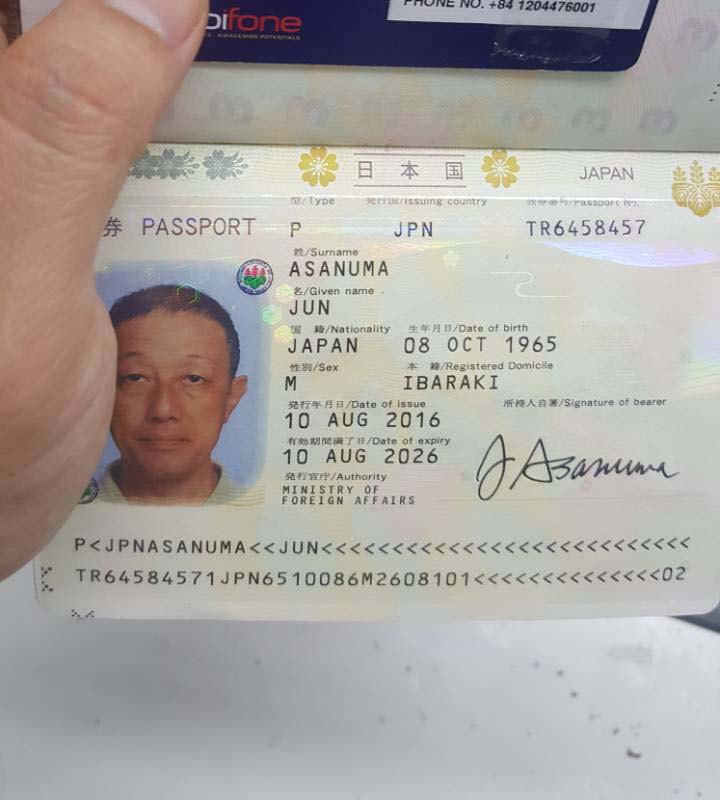 PHONE NO. +84 1204476001
bifone
日本国 JAPAN
券 PASSPORT
型/Type 発行国/Issuing country 旅券番号/Passport No.
P JPN TR6458457
姓/Surname
ASANUMA
名/Given name
JUN
国 籍/Nationality 生年月日/Date of birth
JAPAN 08 OCT 1965
性別/Sex 本 籍/Registered Domicile
M IBARAKI
発行年月日/Date of issue 所持人自署/Signature of bearer
10 AUG 2016
有効期間満了日/Date of expiry
10 AUG 2026
J Asanuma
発行官庁/Authority
MINISTRY OF
FOREIGN AFFAIRS
P<JPNASANUMA<<JUN<<<<<<<<<<<<<<<<<<<<<<<<<<<
TR64584571JPN6510086M2608101<<<<<<<<<<<<<<02